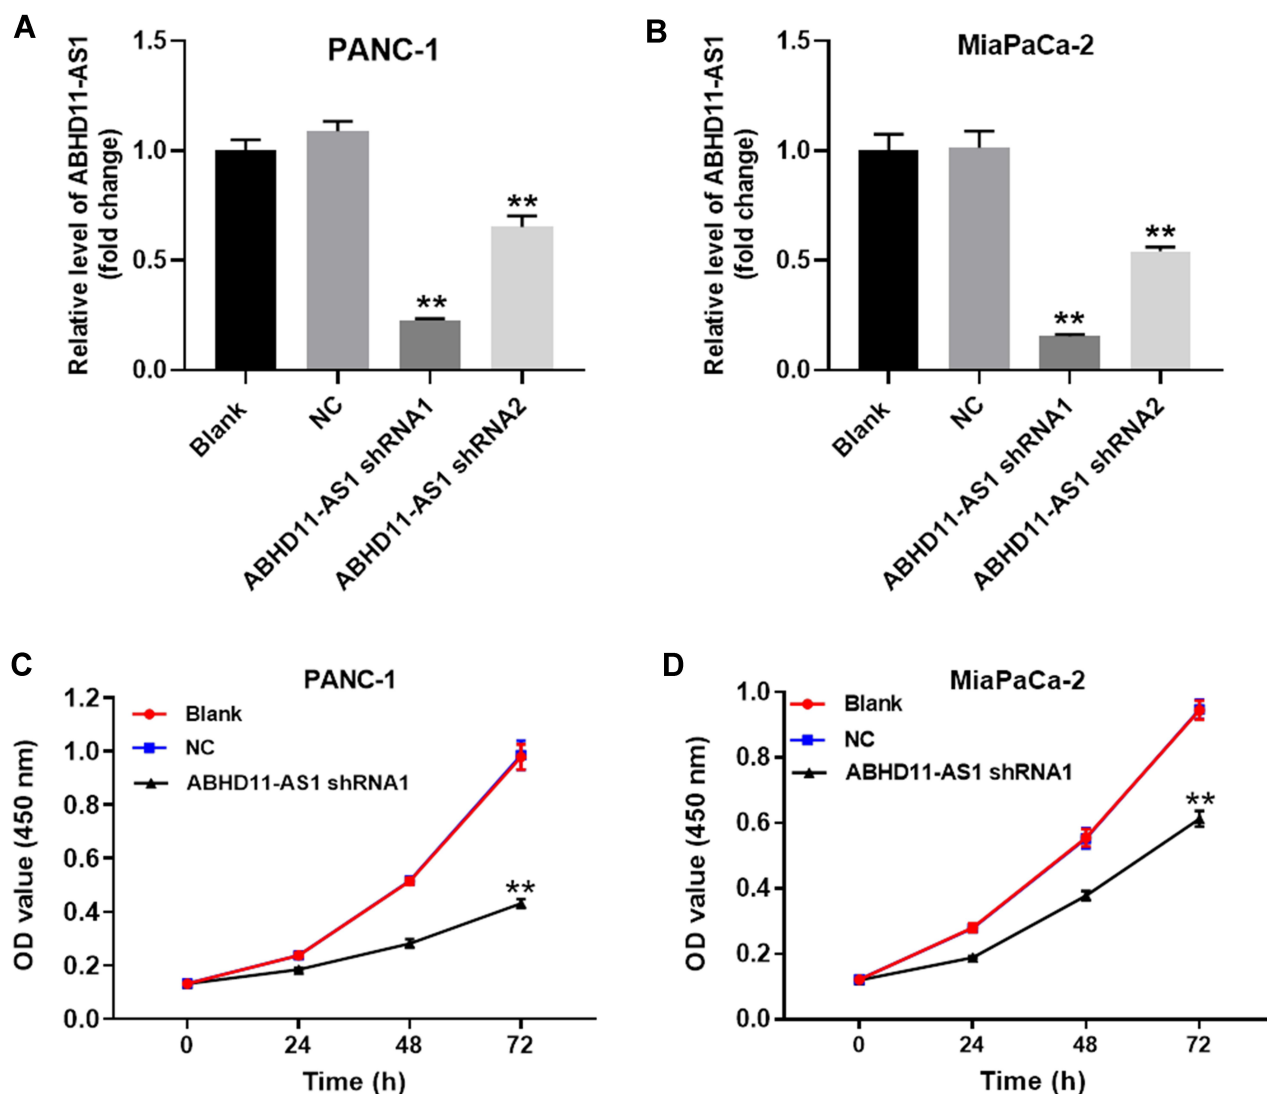 A
PANC-1
Relative level of ABHD11-AS1
(fold change)
1.5
1.0
0.5
0.0
**
**
Blank
NC
ABHD11-AS1 shRNA1
ABHD11-AS1 shRNA2
B
MiaPaCa-2
Relative level of ABHD11-AS1
(fold change)
1.5
1.0
0.5
0.0
**
**
Blank
NC
ABHD11-AS1 shRNA1
ABHD11-AS1 shRNA2
C
PANC-1
OD value (450 nm)
1.2
1.0
0.8
0.6
0.4
0.2
0.0
Blank
NC
ABHD11-AS1 shRNA1
**
0 24 48 72
Time (h)
D
MiaPaCa-2
OD value (450 nm)
1.0
0.8
0.6
0.4
0.2
0.0
Blank
NC
ABHD11-AS1 shRNA1
**
0 24 48 72
Time (h)